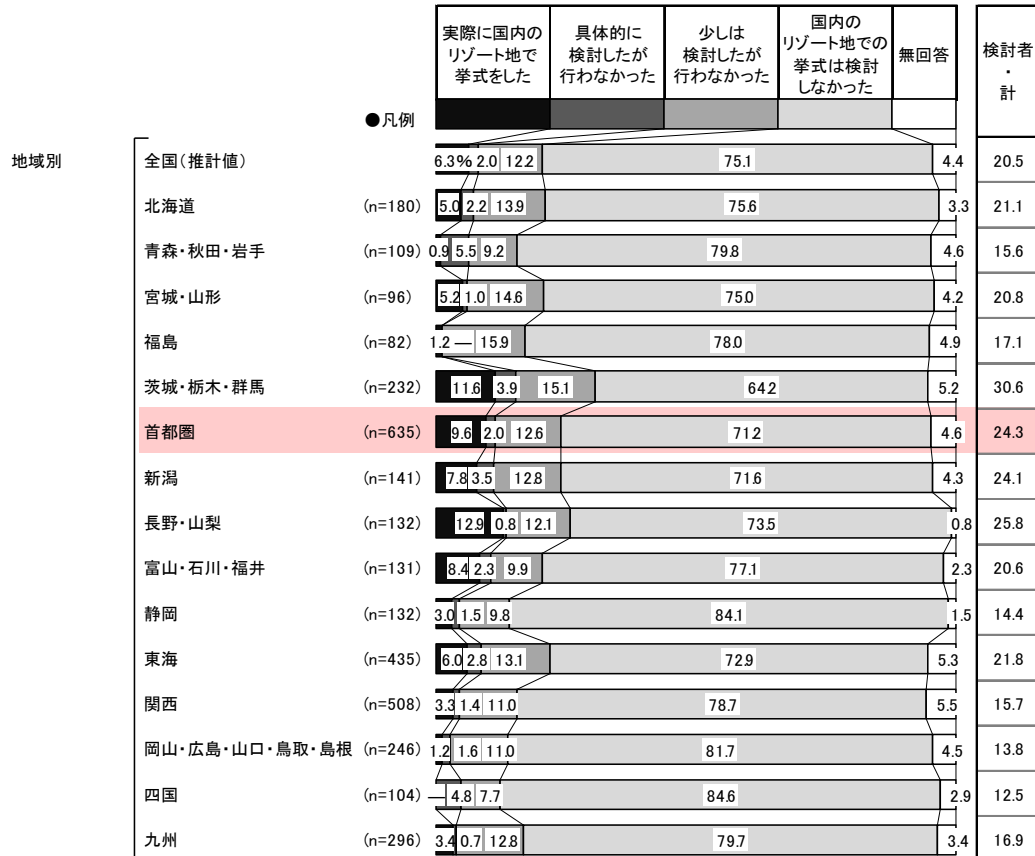 実際に国内の
リゾート地で
挙式をした
具体的に
検討したが
行わなかった
少しは
検討したが
行わなかった
国内の
リゾート地での
挙式は検討
しなかった
無回答
検討者
・
計
●凡例
地域別
全国(推計値) 6.3% 2.0 12.2 75.1 4.4 20.5
北海道 (n=180) 5.0 2.2 13.9 75.6 3.3 21.1
青森・秋田・岩手 (n=109) 0.9 5.5 9.2 79.8 4.6 15.6
宮城・山形 (n=96) 5.2 1.0 14.6 75.0 4.2 20.8
福島 (n=82) 1.2 — 15.9 78.0 4.9 17.1
茨城・栃木・群馬 (n=232) 11.6 3.9 15.1 64.2 5.2 30.6
首都圏 (n=635) 9.6 2.0 12.6 71.2 4.6 24.3
新潟 (n=141) 7.8 3.5 12.8 71.6 4.3 24.1
長野・山梨 (n=132) 12.9 0.8 12.1 73.5 0.8 25.8
富山・石川・福井 (n=131) 8.4 2.3 9.9 77.1 2.3 20.6
静岡 (n=132) 3.0 1.5 9.8 84.1 1.5 14.4
東海 (n=435) 6.0 2.8 13.1 72.9 5.3 21.8
関西 (n=508) 3.3 1.4 11.0 78.7 5.5 15.7
岡山・広島・山口・鳥取・島根 (n=246) 1.2 1.6 11.0 81.7 4.5 13.8
四国 (n=104) — 4.8 7.7 84.6 2.9 12.5
九州 (n=296) 3.4 0.7 12.8 79.7 3.4 16.9